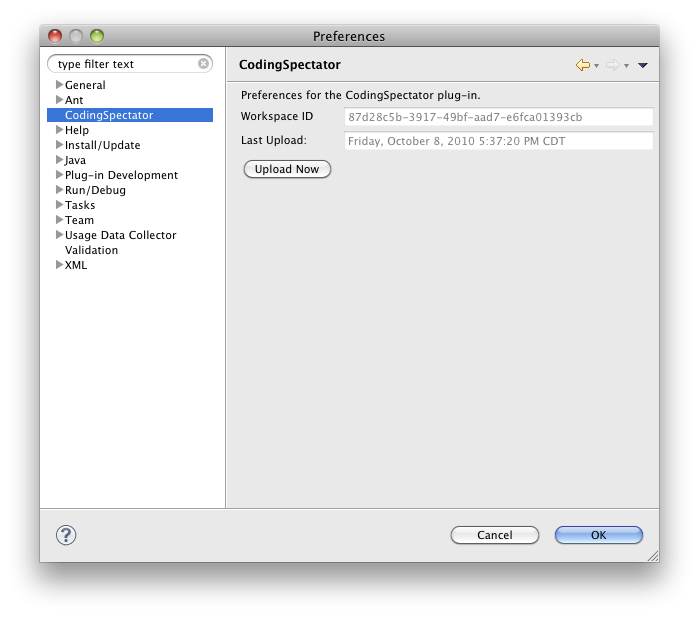 Preferences
type filter text
General
Ant
CodingSpectator
Help
Install/Update
Java
Plug-in Development
Run/Debug
Tasks
Team
Usage Data Collector
Validation
XML
CodingSpectator
Preferences for the CodingSpectator plug-in.
Workspace ID 87d28c5b-3917-49bf-aad7-e6fca01393cb
Last Upload: Friday, October 8, 2010 5:37:20 PM CDT
Upload Now
?
Cancel OK